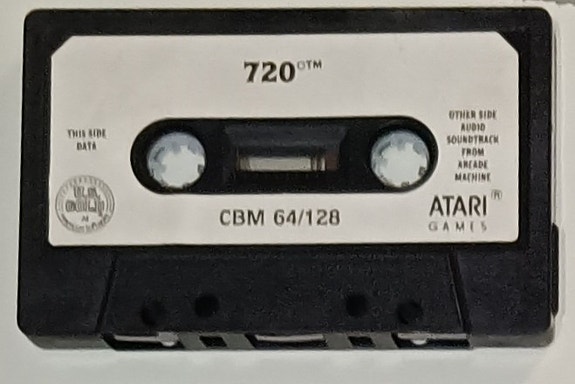 720°™
THIS SIDE
DATA
OTHER SIDE
AUDIO
SOUNDTRACK
FROM
ARCADE
MACHINE
CBM 64/128
ATARI®
GAMES